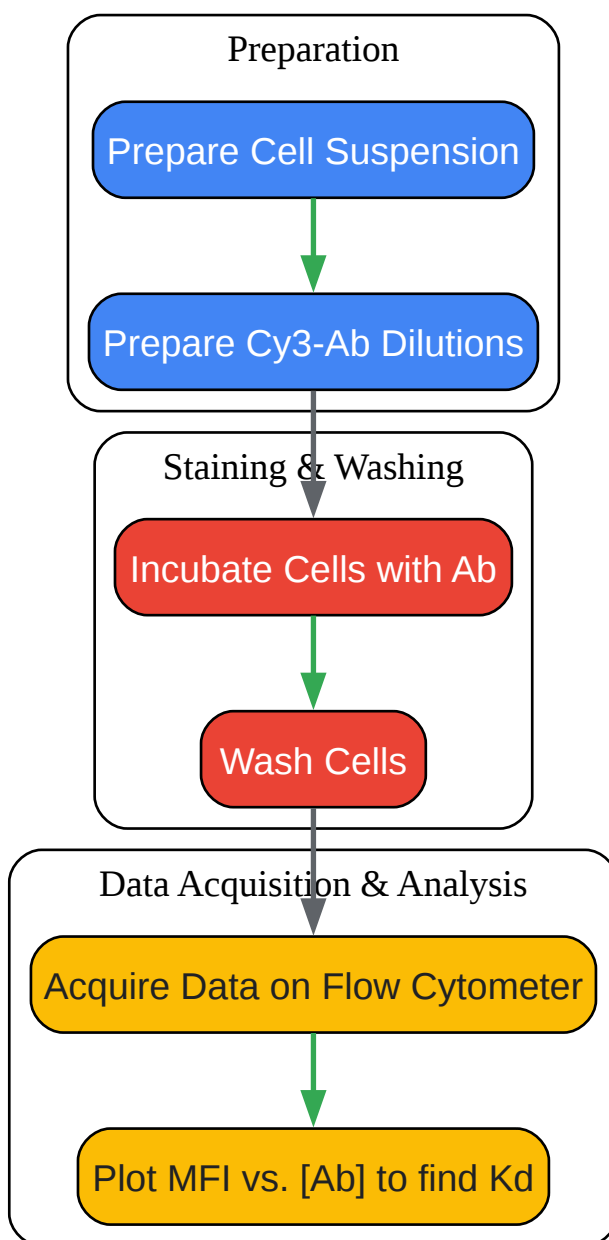 Preparation
Prepare Cell Suspension
Prepare Cy3-Ab Dilutions
Staining & Washing
Incubate Cells with Ab
Wash Cells
Data Acquisition & Analysis
Acquire Data on Flow Cytometer
Plot MFI vs. [Ab] to find Kd